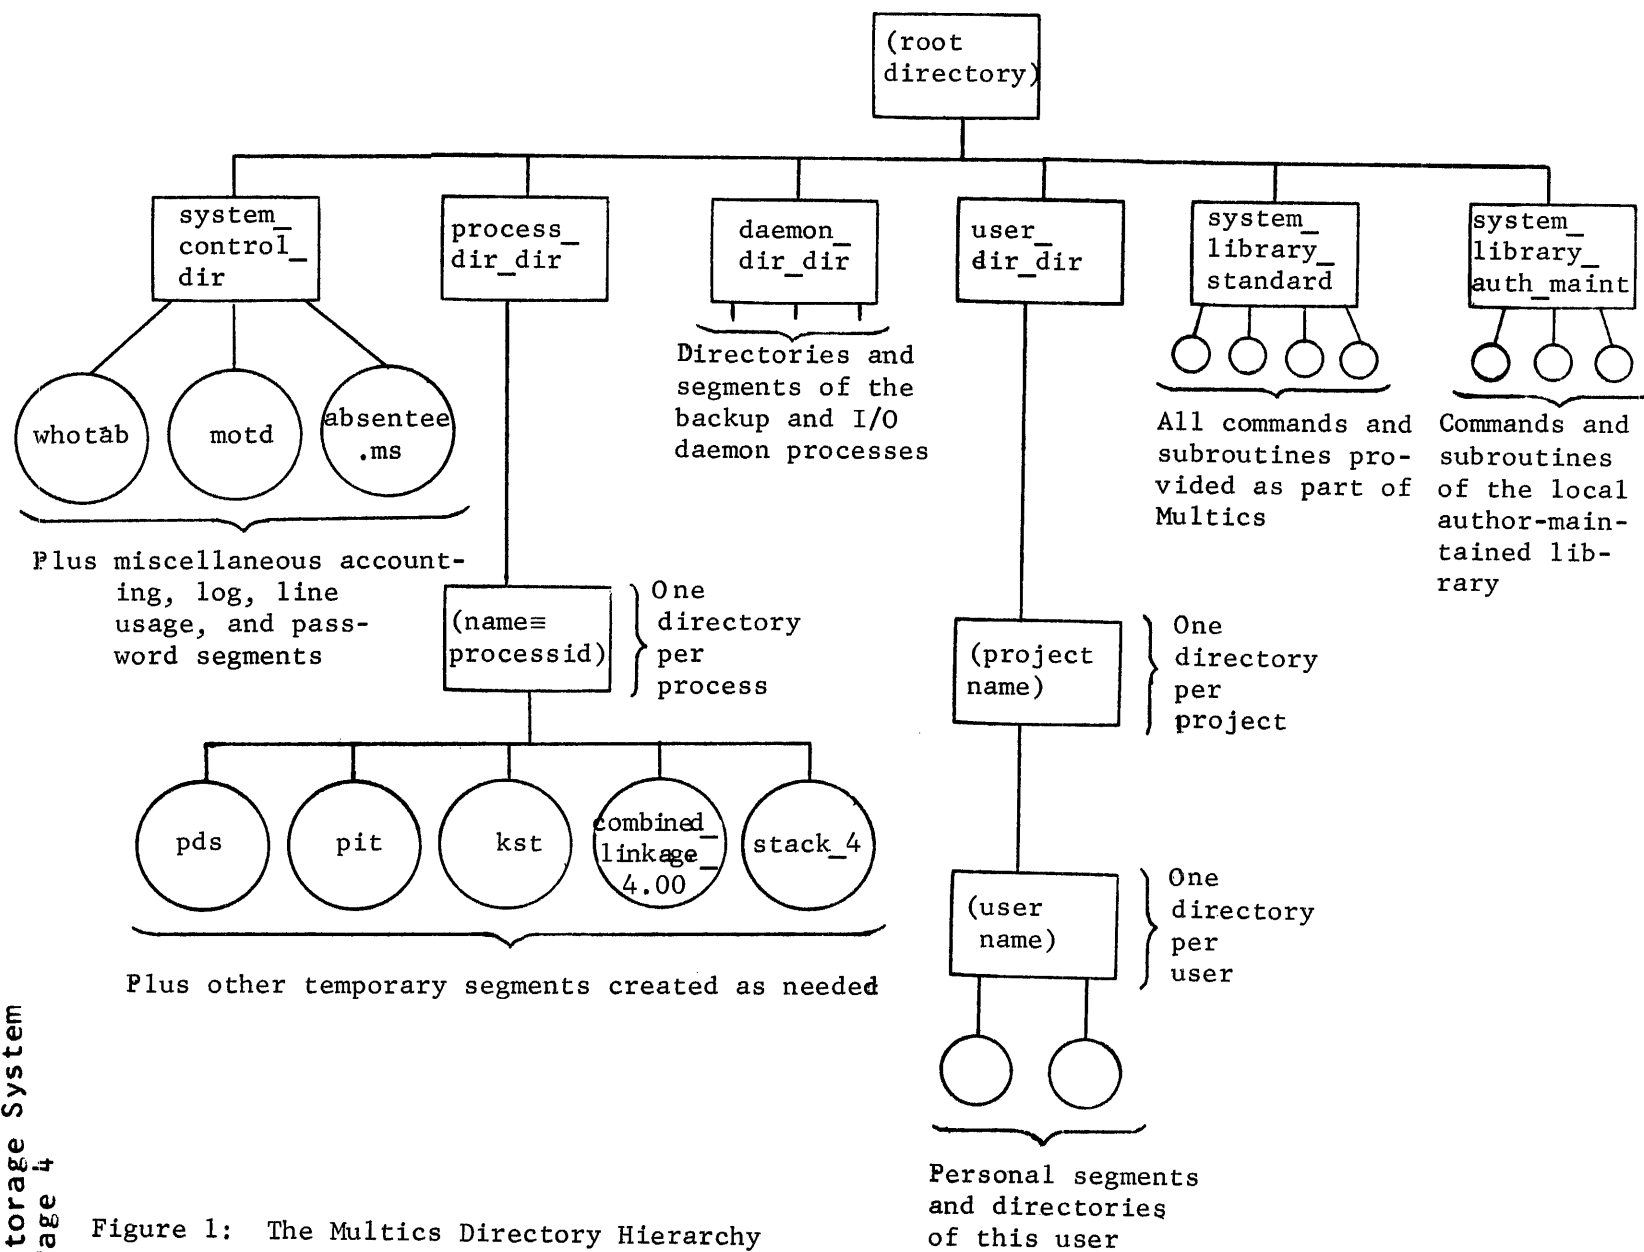 (root
directory)
system_
control_
dir
process_
dir_dir
daemon_
dir_dir
user_
dir_dir
system_
library_
standard
system_
library_
auth_maint
whotab
motd
absentee
.ms
Directories and
segments of the
backup and I/O
daemon processes
All commands and
subroutines pro-
vided as part of
Multics
Commands and
subroutines
of the local
author-main-
tained lib-
rary
Plus miscellaneous account-
ing, log, line
usage, and pass-
word segments
(name≡
processid)
One
directory
per
process
(project
name)
One
directory
per
project
pds
pit
kst
combined_
linkage_
4.00
stack_4
Plus other temporary segments created as needed
(user
name)
One
directory
per
user
Personal segments
and directories
of this user
torage System
age 4
Figure 1: The Multics Directory Hierarchy